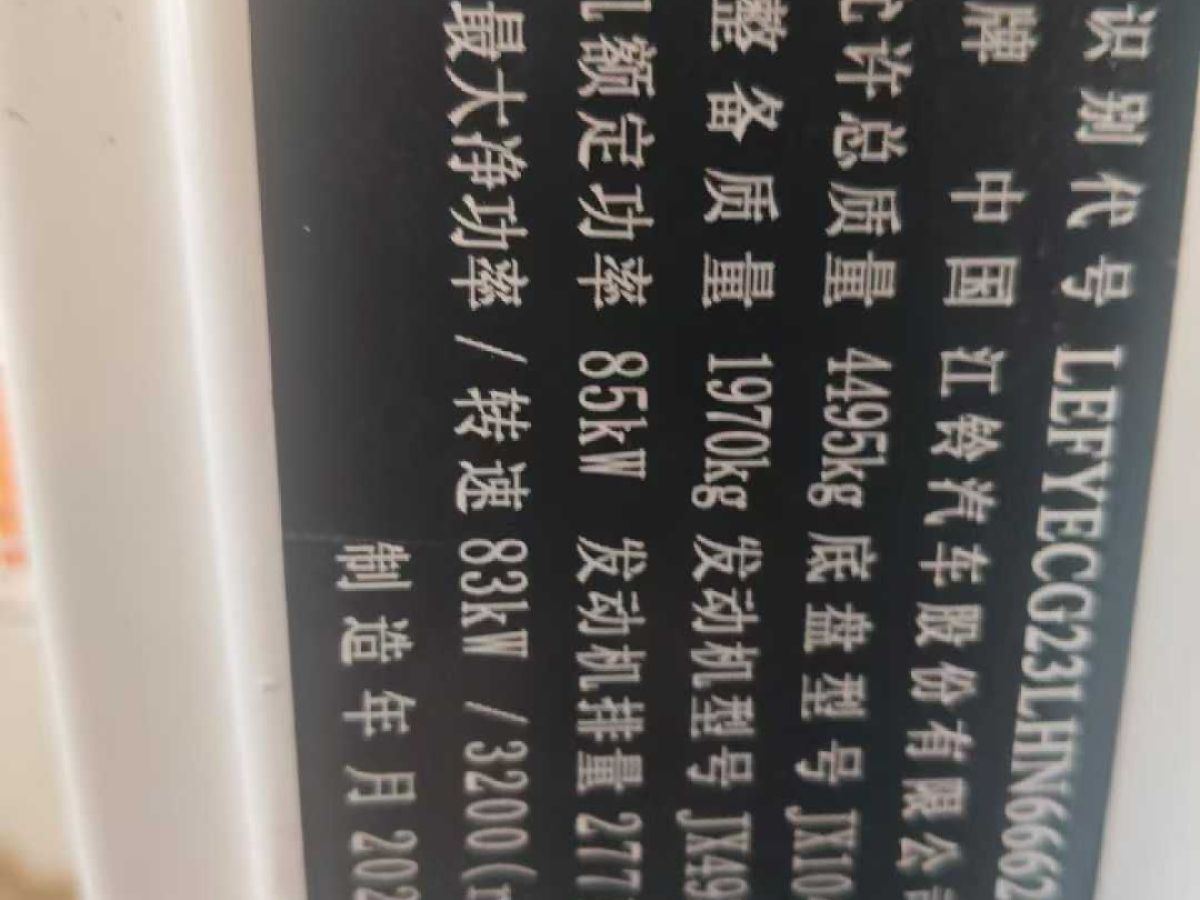 识别代号 LEFYECG23LHN662
牌 中国 江铃汽车股份有限公
许总质量 4495kg 底盘型号 JX10
整备质量 1970kg 发动机型号 JX49
L 额定功率 85kW 发动机排量 277
最大净功率/转速 83kW /3200(r
制造年月 202